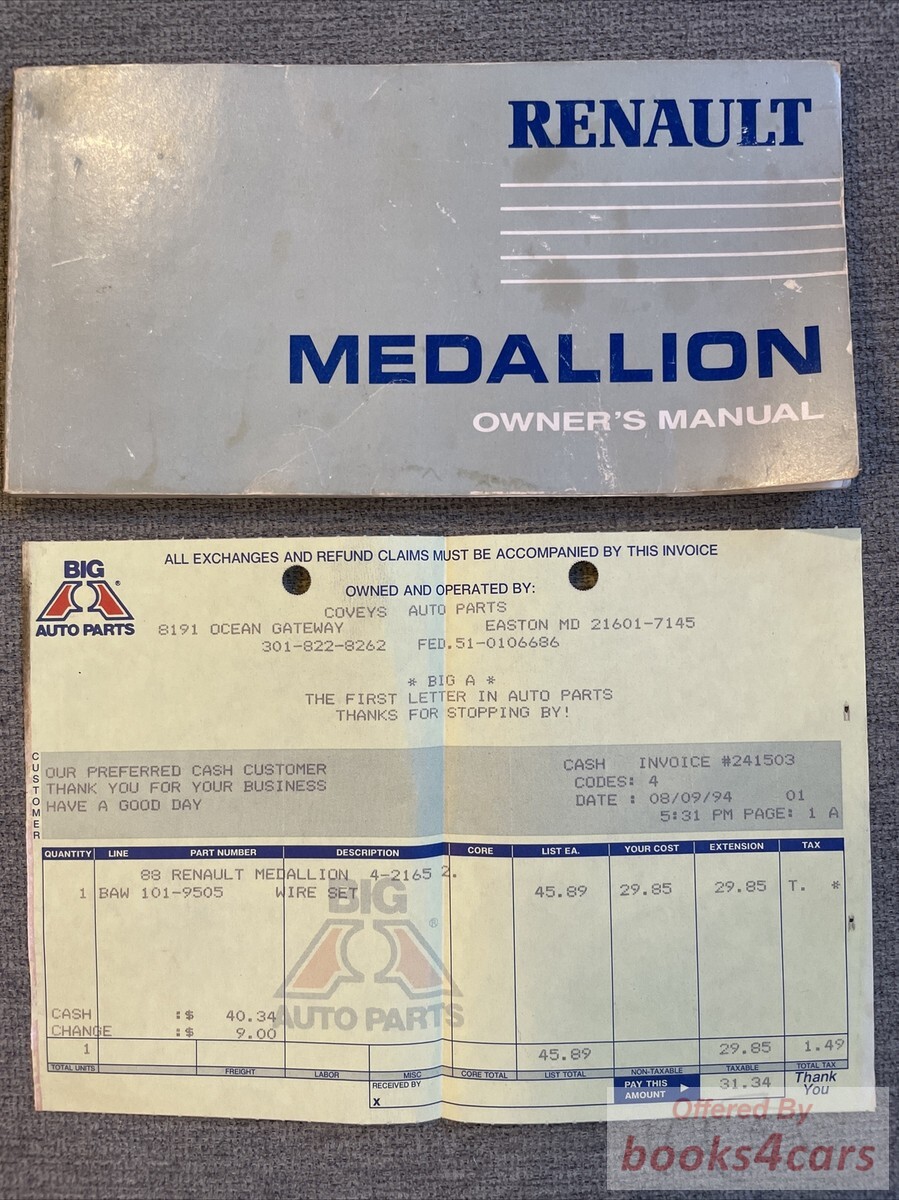 RENAULT
MEDALLION
OWNER'S MANUAL
BIG
AUTO PARTS
®
ALL EXCHANGES AND REFUND CLAIMS MUST BE ACCOMPANIED BY THIS INVOICE
OWNED AND OPERATED BY:
COVEYS AUTO PARTS
8191 OCEAN GATEWAY EASTON MD 21601-7145
301-822-8262 FED.51-0106686
* BIG A *
THE FIRST LETTER IN AUTO PARTS
THANKS FOR STOPPING BY!
CUSTOMER
OUR PREFERRED CASH CUSTOMER
THANK YOU FOR YOUR BUSINESS
HAVE A GOOD DAY
CASH INVOICE #241503
CODES: 4
DATE : 08/09/94 01
5:31 PM PAGE: 1 A
QUANTITY LINE PART NUMBER DESCRIPTION CORE LIST EA. YOUR COST EXTENSION TAX
88 RENAULT MEDALLION 4-2165 2.
1 BAW 101-9505 WIRE SET 45.89 29.85 29.85 T. *
BIG
®
AUTO PARTS
CASH :$ 40.34
CHANGE :$ 9.00
1 45.89 29.85 1.49
TOTAL UNITS FREIGHT LABOR MISC CORE TOTAL LIST TOTAL NON-TAXABLE TAXABLE TOTAL TAX
RECEIVED BY
X
PAY THIS AMOUNT 31.34
Thank
You
Offered By
books4cars